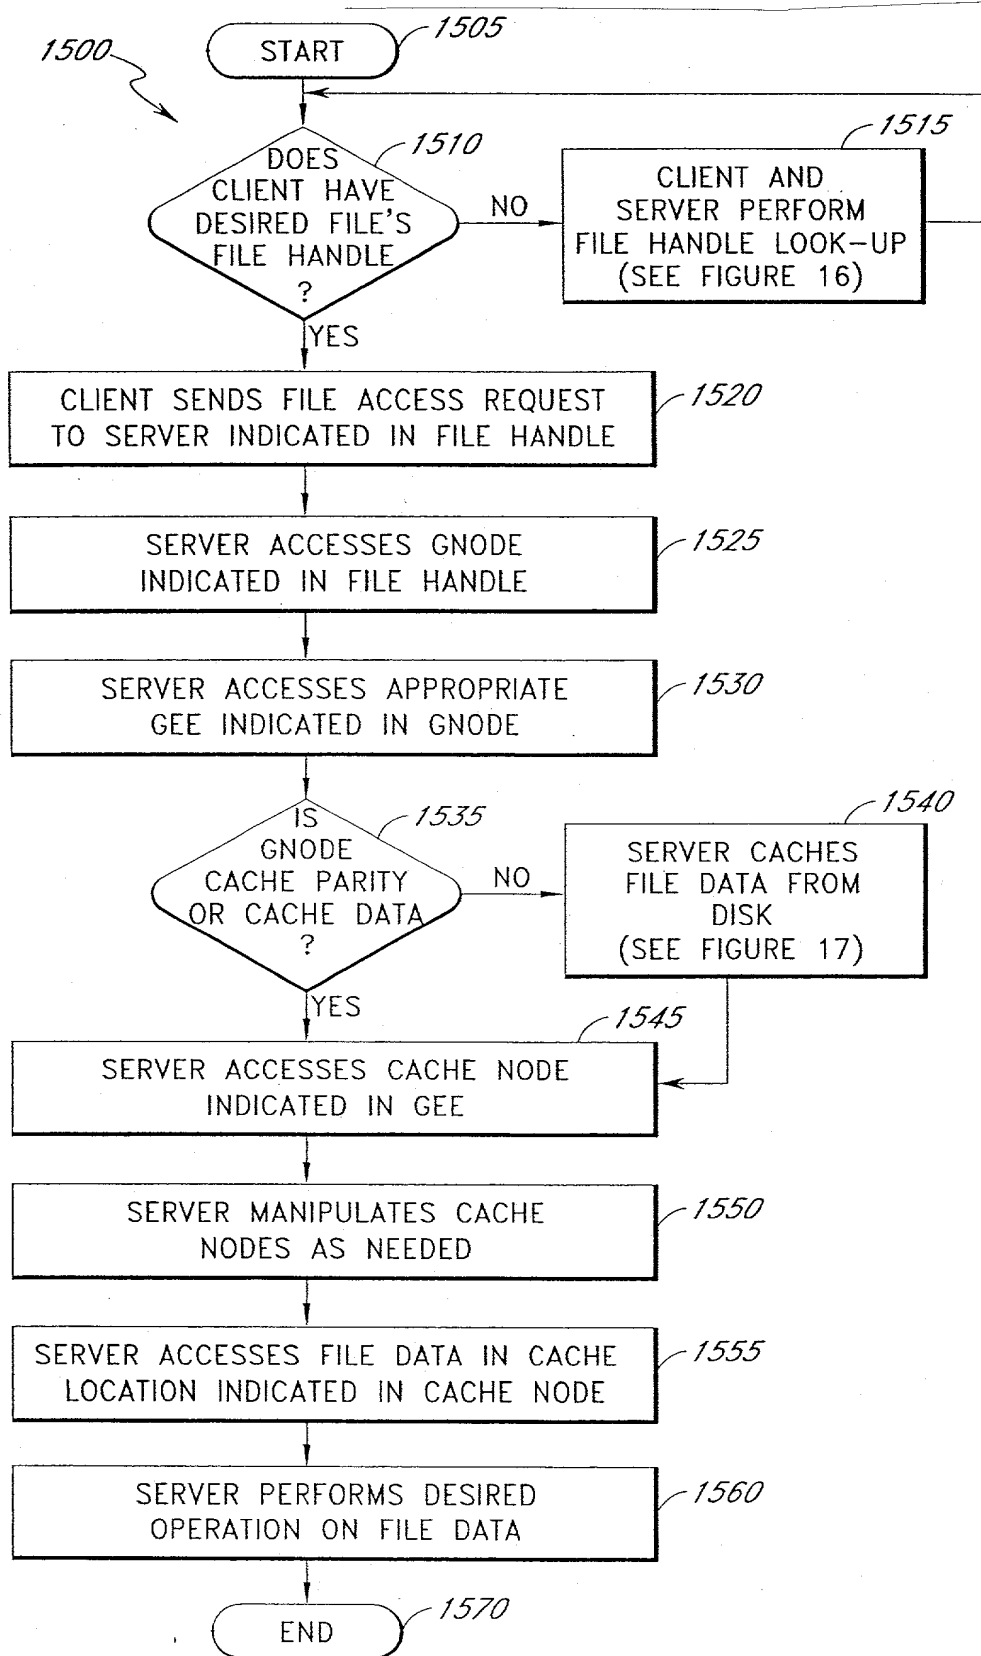 1500
START
1505
DOES
CLIENT HAVE
DESIRED FILE'S
FILE HANDLE
?
1510
NO
CLIENT AND
SERVER PERFORM
FILE HANDLE LOOK-UP
(SEE FIGURE 16)
1515
YES
CLIENT SENDS FILE ACCESS REQUEST
TO SERVER INDICATED IN FILE HANDLE
1520
SERVER ACCESSES GNODE
INDICATED IN FILE HANDLE
1525
SERVER ACCESSES APPROPRIATE
GEE INDICATED IN GNODE
1530
IS
GNODE
CACHE PARITY
OR CACHE DATA
?
1535
NO
SERVER CACHES
FILE DATA FROM
DISK
(SEE FIGURE 17)
1540
YES
SERVER ACCESSES CACHE NODE
INDICATED IN GEE
1545
SERVER MANIPULATES CACHE
NODES AS NEEDED
1550
SERVER ACCESSES FILE DATA IN CACHE
LOCATION INDICATED IN CACHE NODE
1555
SERVER PERFORMS DESIRED
OPERATION ON FILE DATA
1560
END
1570